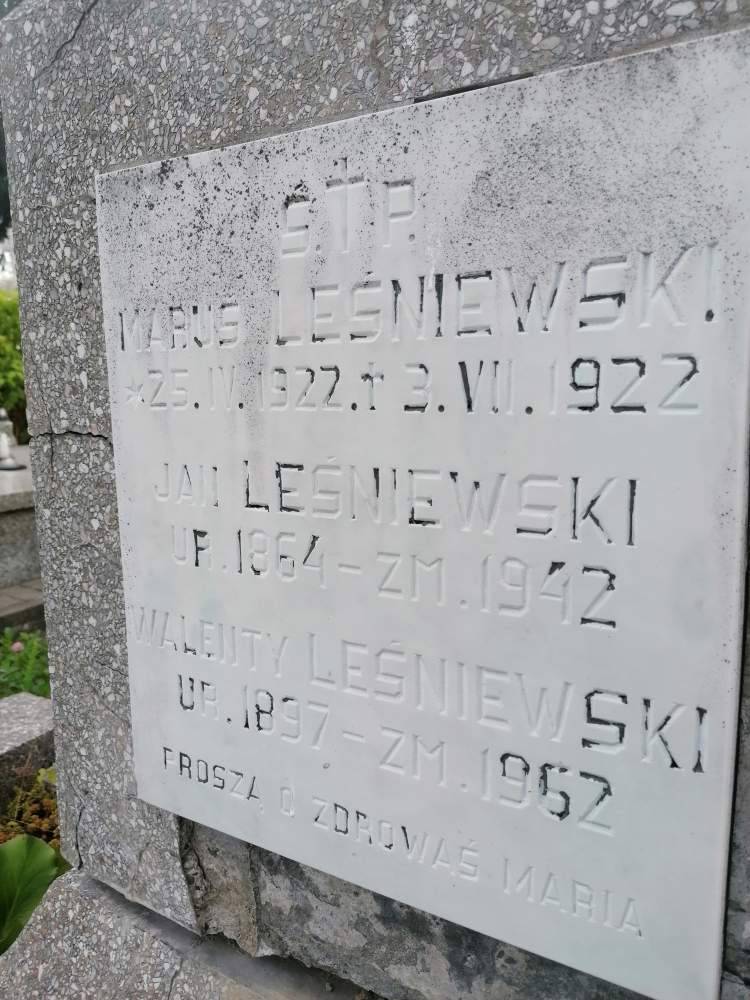 Ś.†P.
MARUŚ LEŚNIEWSKI
*25.IV.1922.†3.VII.1922
JAN LEŚNIEWSKI
UR.1864-ZM.1942
WALENTY LEŚNIEWSKI
UR.1897-ZM.1962
PROSZĄ O ZDROWAŚ MARIA